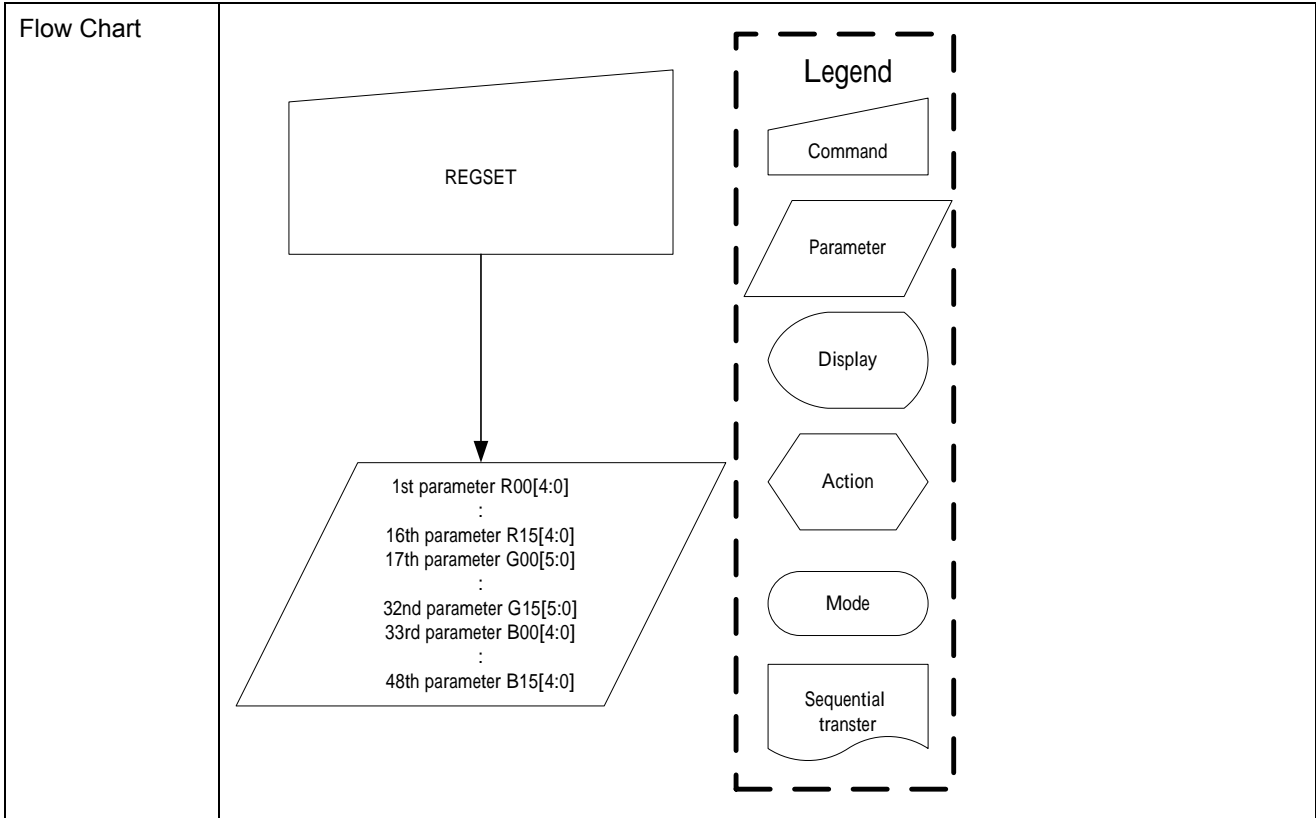 Flow Chart
REGSET
1st parameter R00[4:0]
:
16th parameter R15[4:0]
17th parameter G00[5:0]
:
32nd parameter G15[5:0]
33rd parameter B00[4:0]
:
48th parameter B15[4:0]
Legend
Command
Parameter
Display
Action
Mode
Sequential
transter